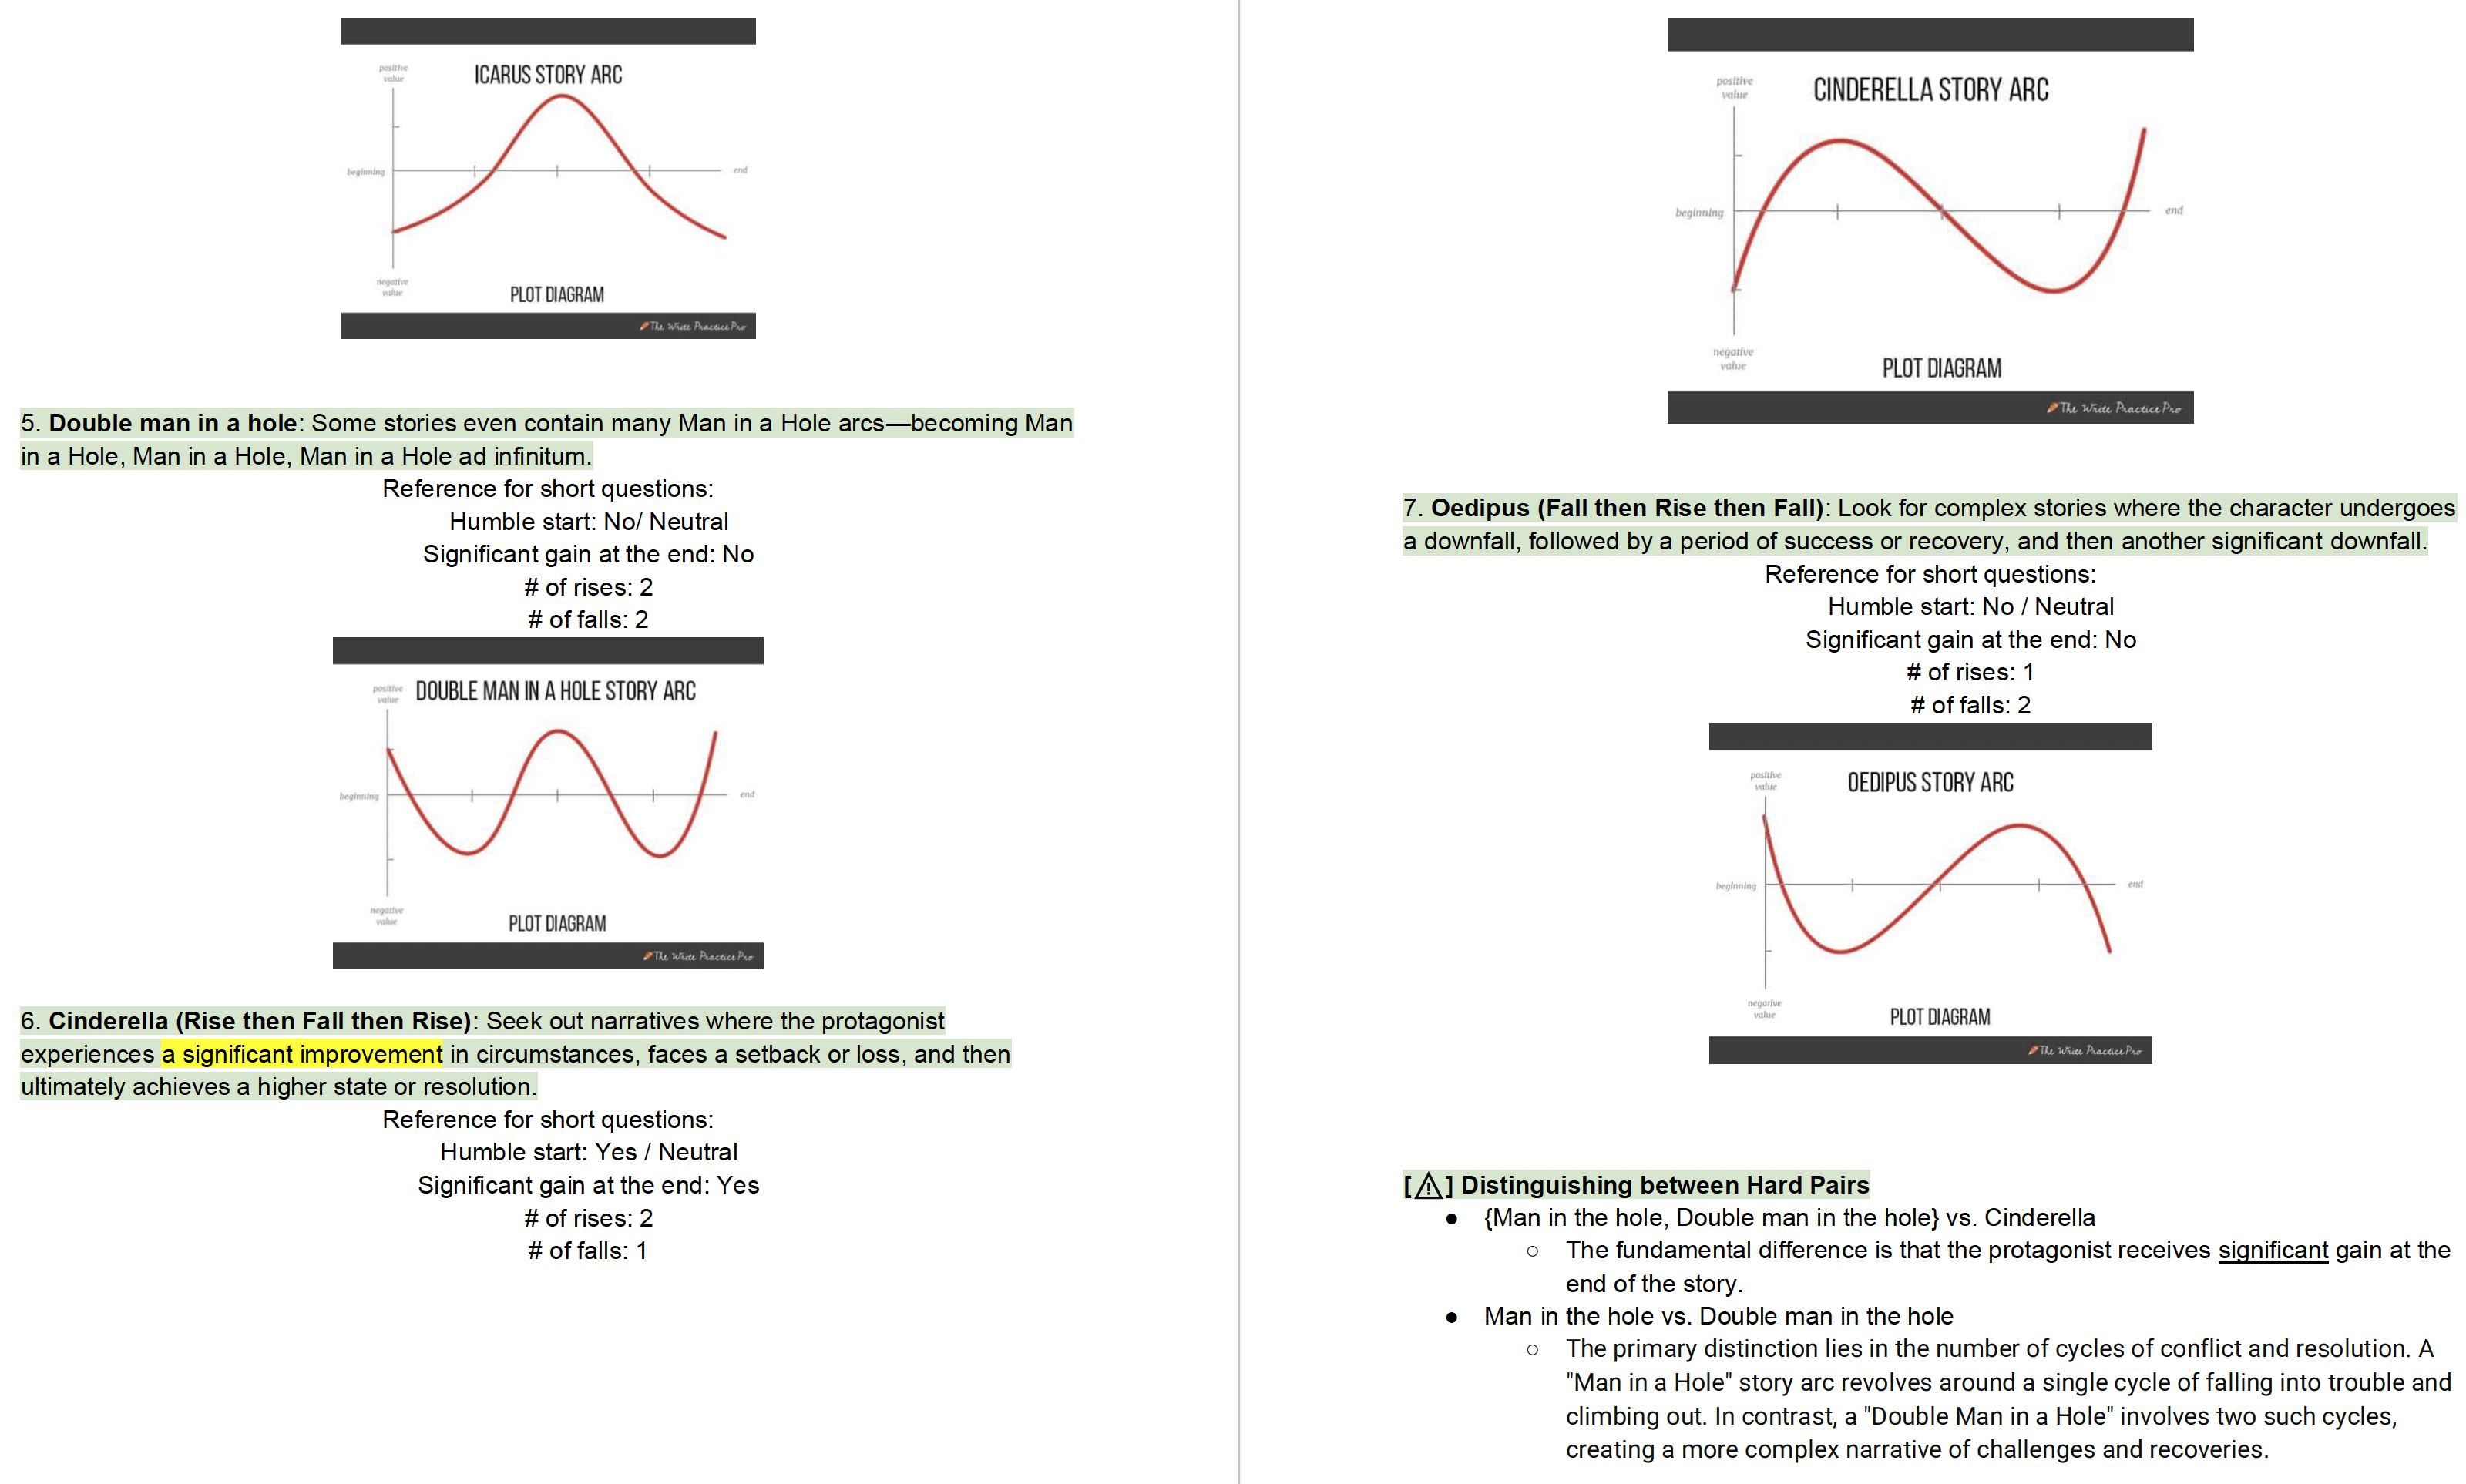 positive
value
ICARUS STORY ARC
beginning
end
negative
value
PLOT DIAGRAM
The Write Practice Pro
5. Double man in a hole: Some stories even contain many Man in a Hole arcs—becoming Man
in a Hole, Man in a Hole, Man in a Hole ad infinitum.
Reference for short questions:
Humble start: No/ Neutral
Significant gain at the end: No
# of rises: 2
# of falls: 2
positive
value
DOUBLE MAN IN A HOLE STORY ARC
beginning
end
negative
value
PLOT DIAGRAM
The Write Practice Pro
6. Cinderella (Rise then Fall then Rise): Seek out narratives where the protagonist
experiences a significant improvement in circumstances, faces a setback or loss, and then
ultimately achieves a higher state or resolution.
Reference for short questions:
Humble start: Yes / Neutral
Significant gain at the end: Yes
# of rises: 2
# of falls: 1
positive
value
CINDERELLA STORY ARC
beginning
end
negative
value
PLOT DIAGRAM
The Write Practice Pro
7. Oedipus (Fall then Rise then Fall): Look for complex stories where the character undergoes
a downfall, followed by a period of success or recovery, and then another significant downfall.
Reference for short questions:
Humble start: No / Neutral
Significant gain at the end: No
# of rises: 1
# of falls: 2
positive
value
OEDIPUS STORY ARC
beginning
end
negative
value
PLOT DIAGRAM
The Write Practice Pro
[⚠] Distinguishing between Hard Pairs
● {Man in the hole, Double man in the hole} vs. Cinderella
○ The fundamental difference is that the protagonist receives significant gain at the
end of the story.
● Man in the hole vs. Double man in the hole
○ The primary distinction lies in the number of cycles of conflict and resolution. A
"Man in a Hole" story arc revolves around a single cycle of falling into trouble and
climbing out. In contrast, a "Double Man in a Hole" involves two such cycles,
creating a more complex narrative of challenges and recoveries.